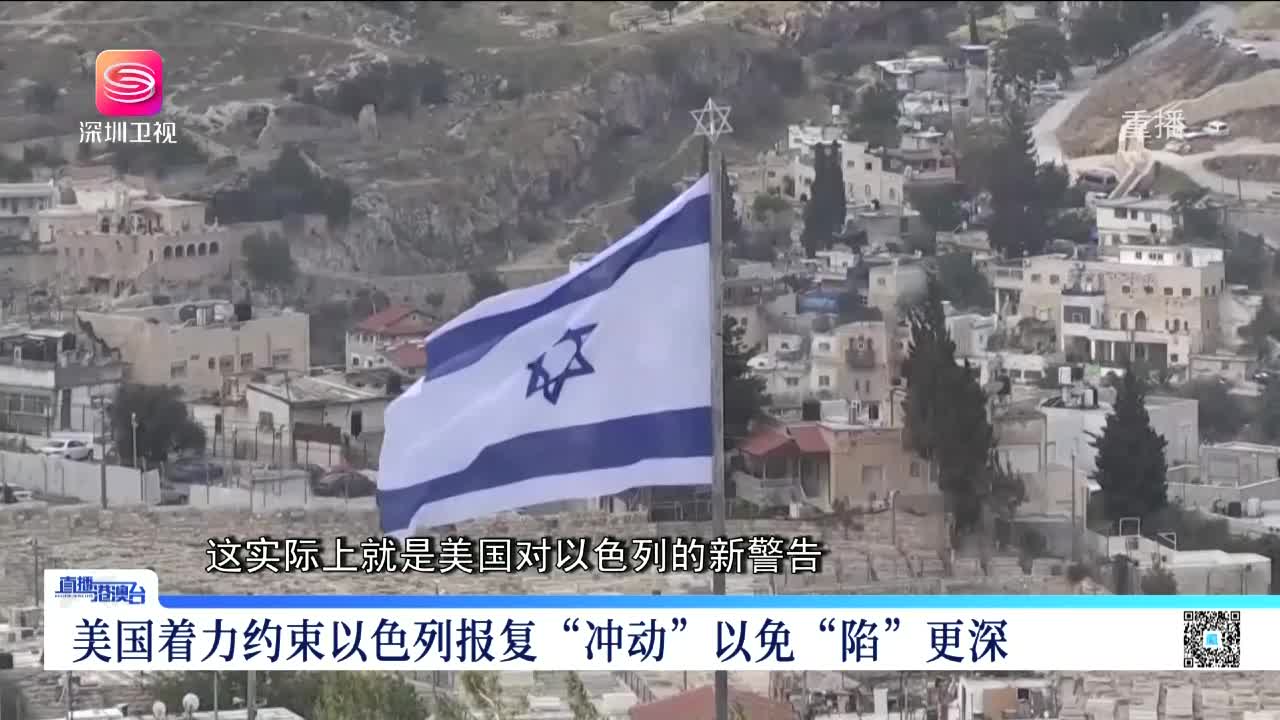 深圳卫视
重播
这实际上就是美国对以色列的新警告
直播港澳台
美国着力约束以色列报复“冲动”以免“陷”更深